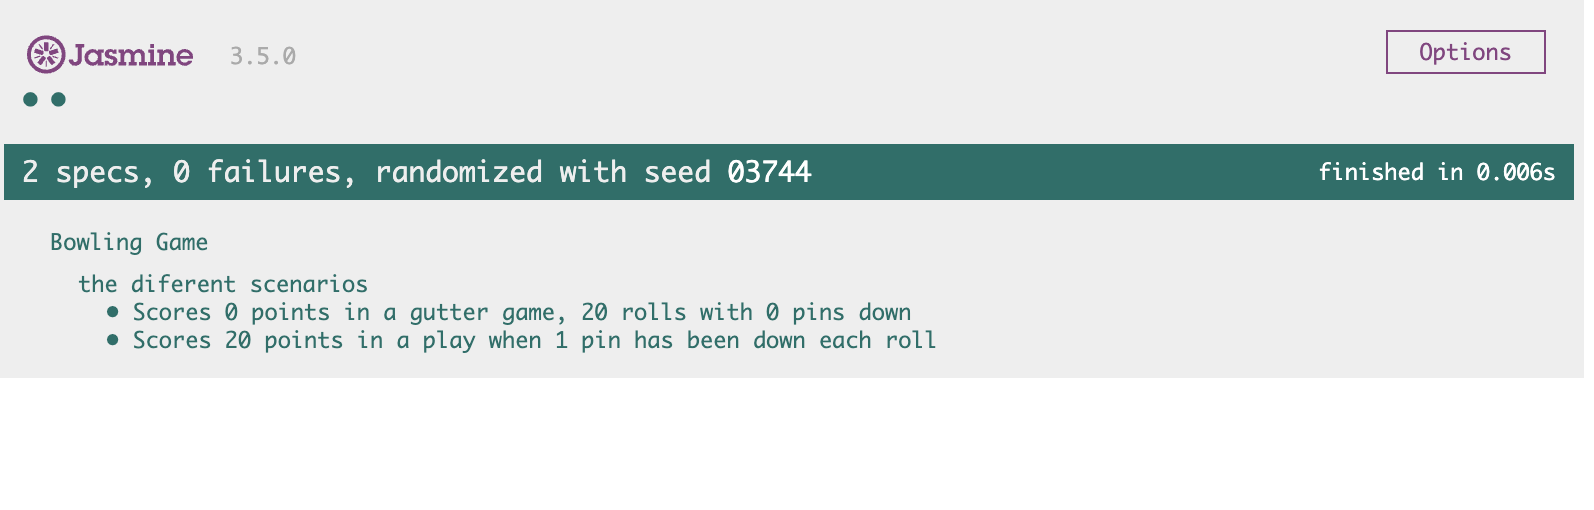 Jasmine 3.5.0 Options
2 specs, 0 failures, randomized with seed 03744 finished in 0.006s
Bowling Game
the diferent scenarios
• Scores 0 points in a gutter game, 20 rolls with 0 pins down
• Scores 20 points in a play when 1 pin has been down each roll